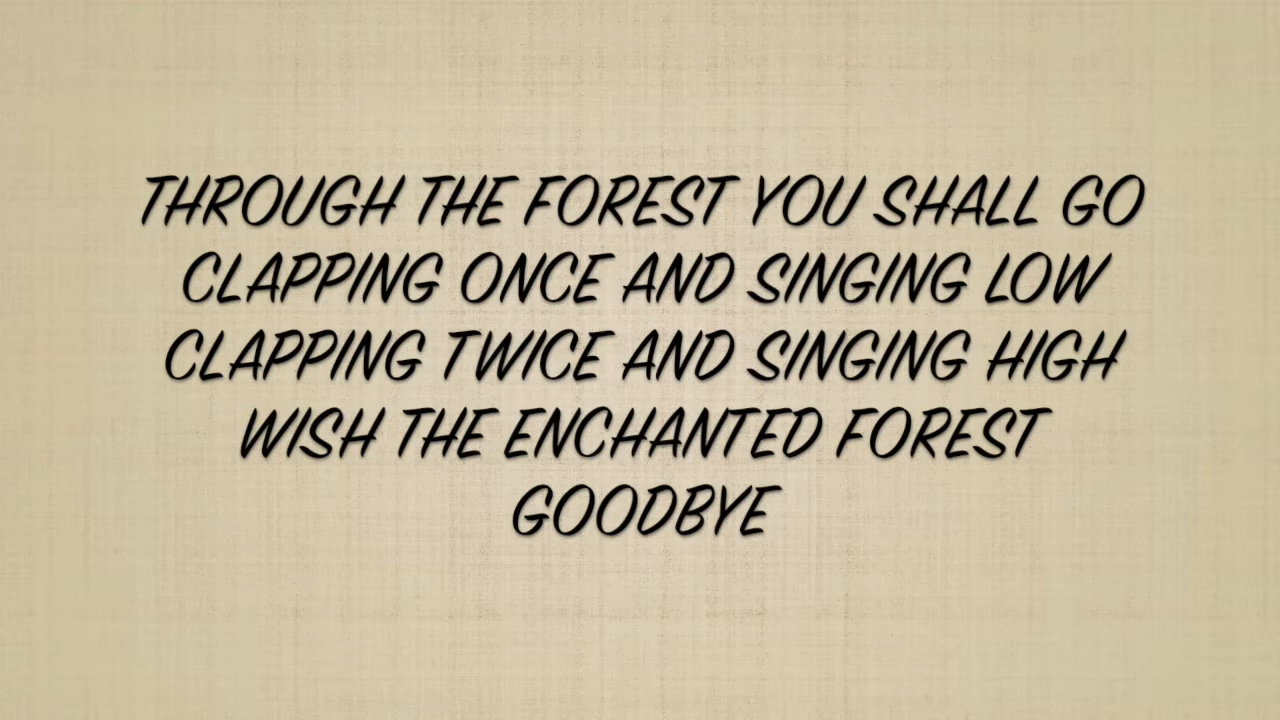 THROUGH THE FOREST YOU SHALL GO
CLAPPING ONCE AND SINGING LOW
CLAPPING TWICE AND SINGING HIGH
WISH THE ENCHANTED FOREST
GOODBYE